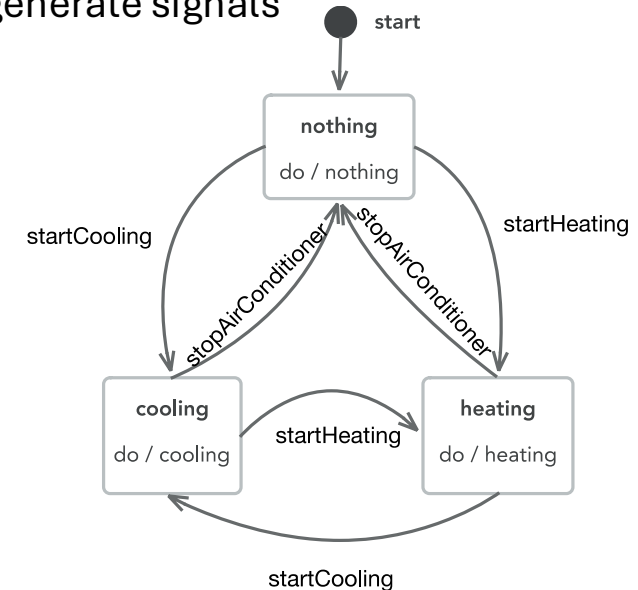 generate signals
start
nothing
do / nothing
startCooling
startHeating
stopAirConditioner
stopAirConditioner
cooling
do / cooling
startHeating
heating
do / heating
startCooling